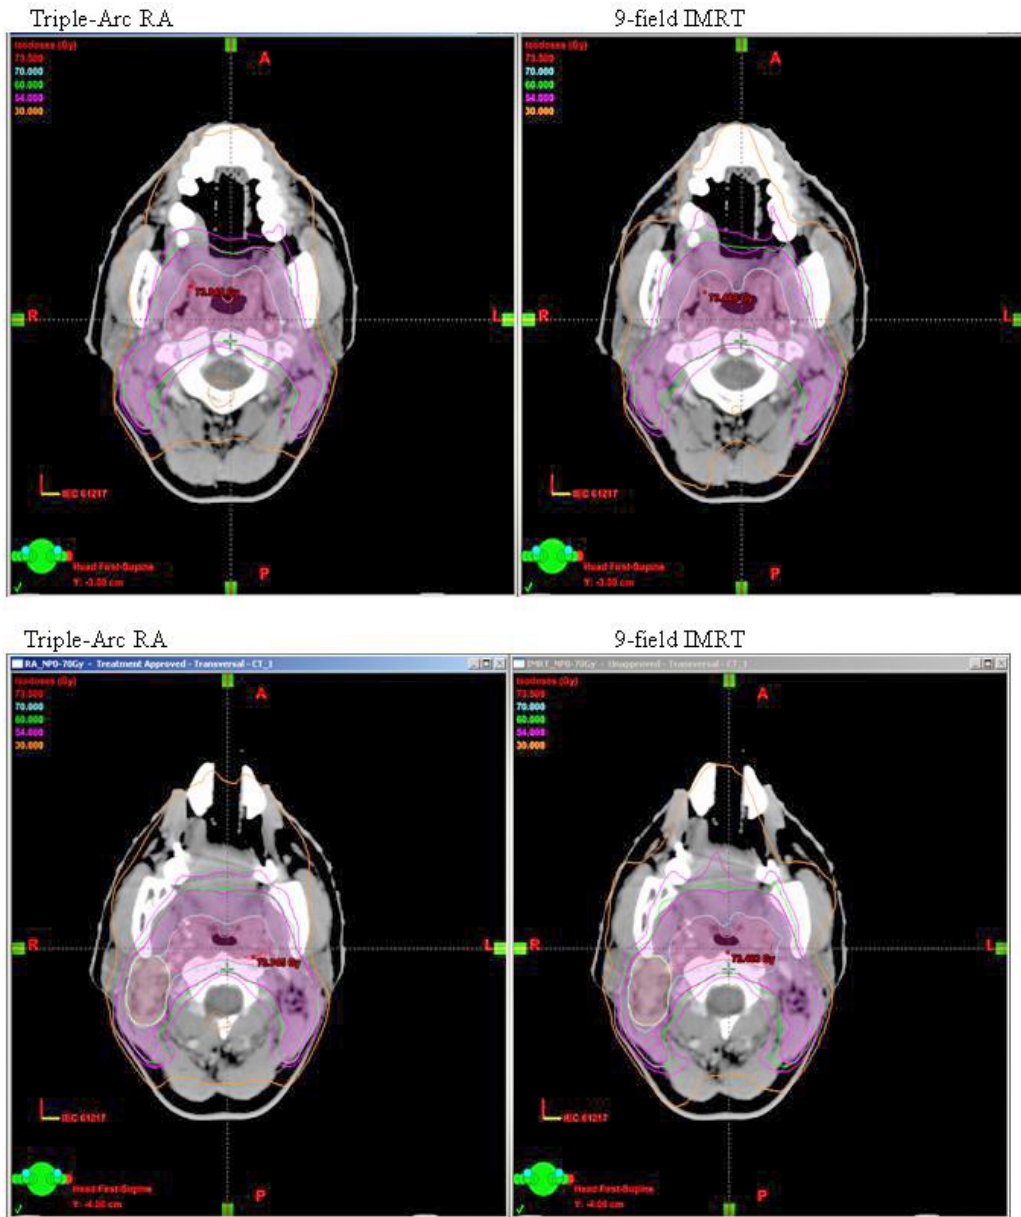 Triple-Arc RA
9-field IMRT
Isodoses (Gy)
73.500
70.000
60.000
54.000
30.000
A
R
IEC 61217
Head First-Supine
Y: -3.00 cm
P
Isodoses (Gy)
73.500
70.000
60.000
54.000
30.000
A
L
IEC 61217
Head First-Supine
Y: -3.00 cm
P
Triple-Arc RA
9-field IMRT
RA_NPO-70Gy - Treatment Approved - Transversal - CT_1
Isodoses (Gy)
73.500
70.000
60.000
54.000
30.000
A
R
L
IEC 61217
Head First-Supine
Y: -4.00 cm
P
IMRT_NPO-70Gy - Unapproved - Transversal - CT_1
Isodoses (Gy)
73.500
70.000
60.000
54.000
30.000
A
R
L
IEC 61217
Head First-Supine
Y: -4.00 cm
P